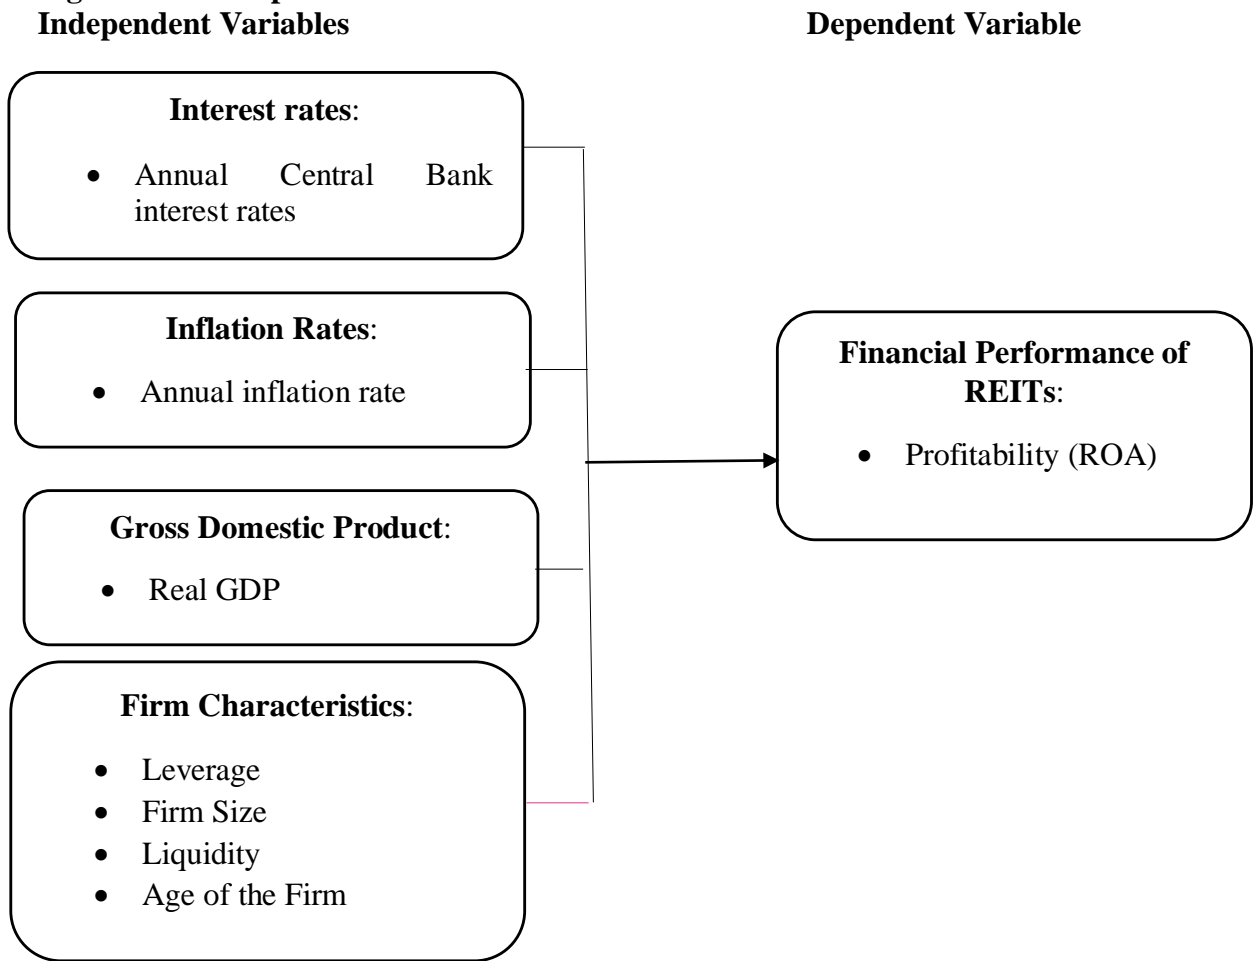 Independent Variables
Dependent Variable
Interest rates:
• Annual Central Bank
interest rates
Inflation Rates:
• Annual inflation rate
Gross Domestic Product:
• Real GDP
Firm Characteristics:
• Leverage
• Firm Size
• Liquidity
• Age of the Firm
Financial Performance of
REITs:
• Profitability (ROA)